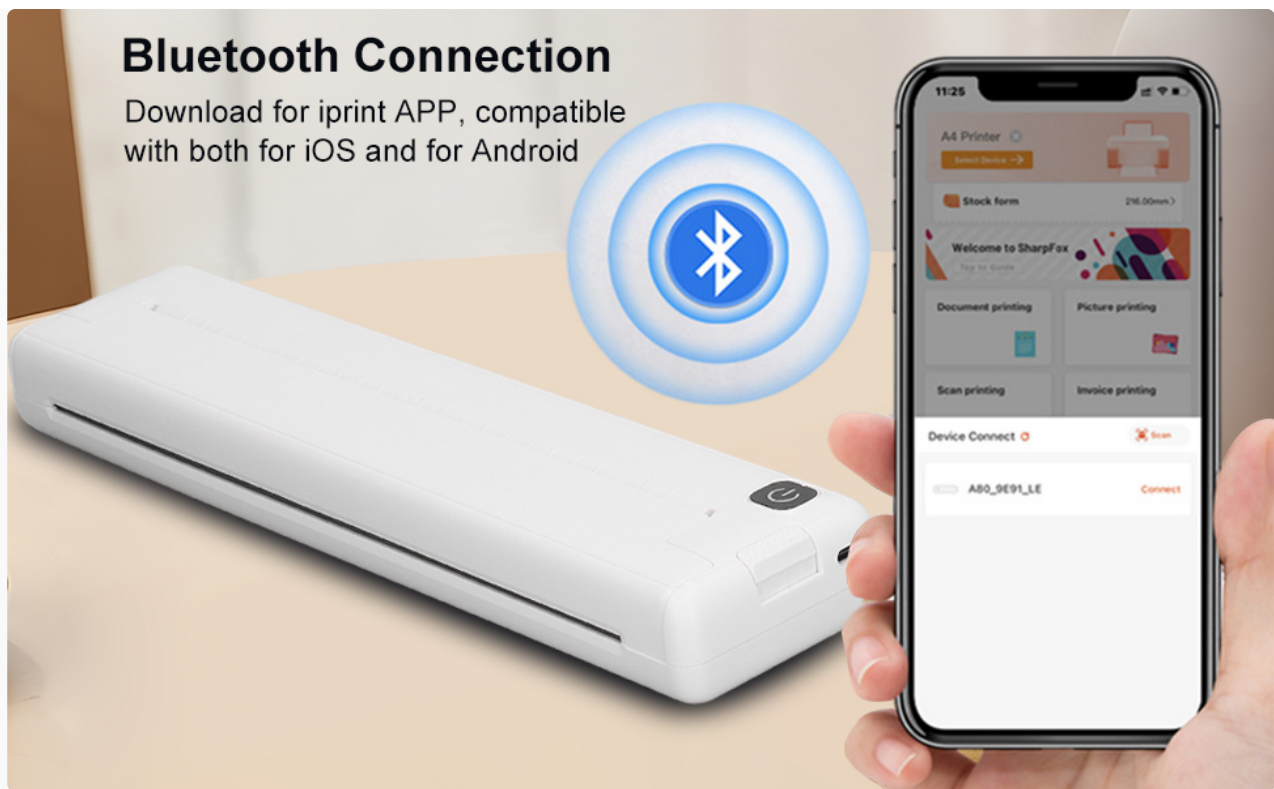 Bluetooth Connection
Download for iprint APP, compatible
with both for iOS and for Android
11:25
A4 Printer
Select Device →
Stock form 216.00mm>
Welcome to SharpFox
Tap to Guide
Document printing Picture printing
Scan printing Invoice printing
Device Connect Scan
A80_9E91_LE Connect